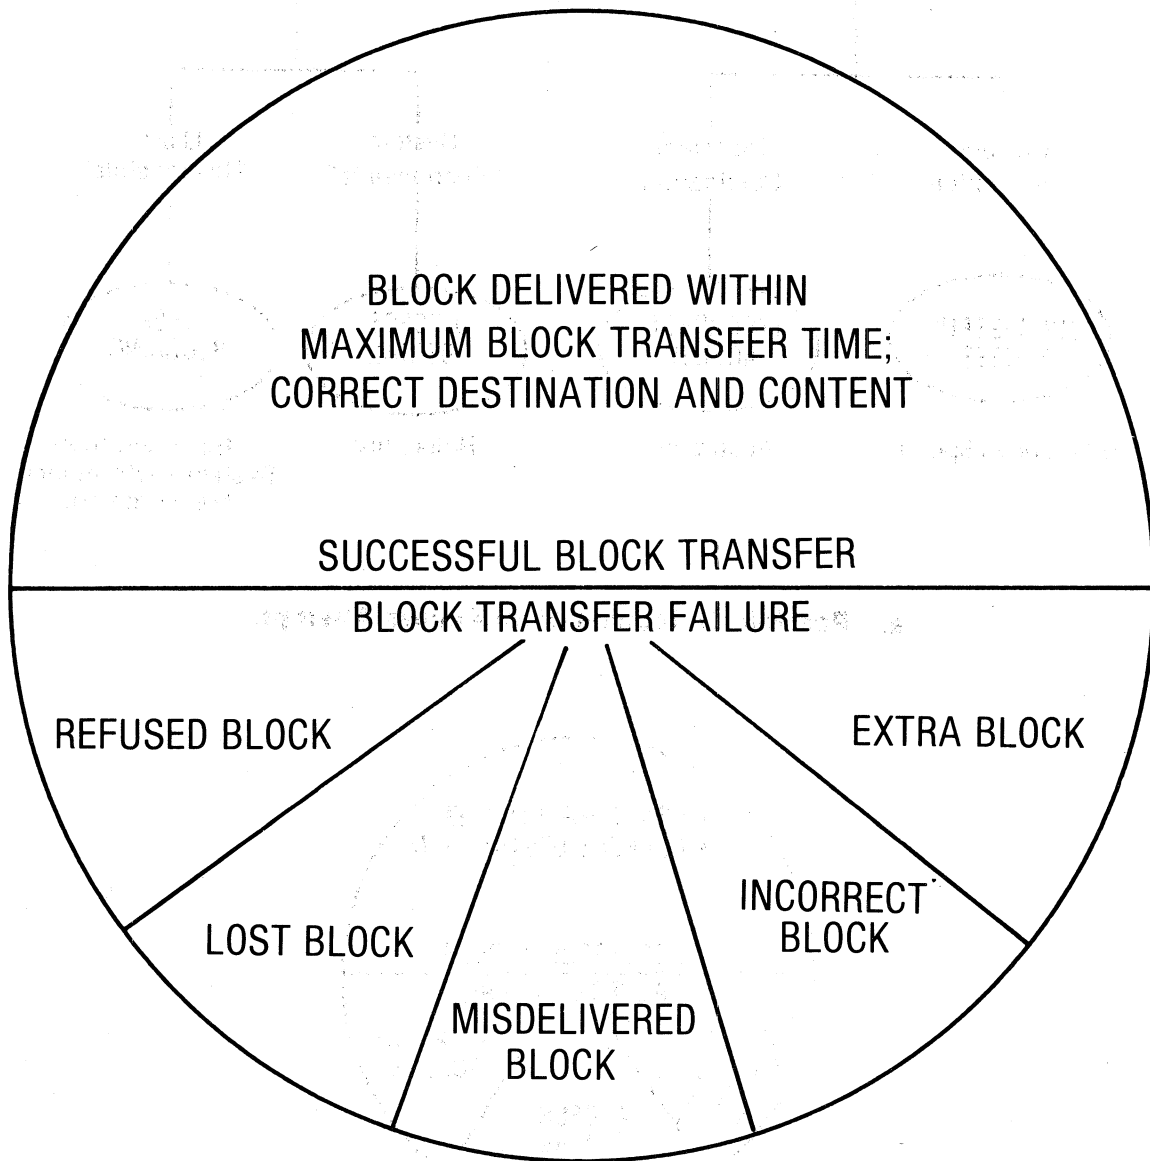 BLOCK DELIVERED WITHIN
MAXIMUM BLOCK TRANSFER TIME;
CORRECT DESTINATION AND CONTENT
SUCCESSFUL BLOCK TRANSFER
BLOCK TRANSFER FAILURE
REFUSED BLOCK
EXTRA BLOCK
LOST BLOCK
INCORRECT
BLOCK
MISDELIVERED
BLOCK